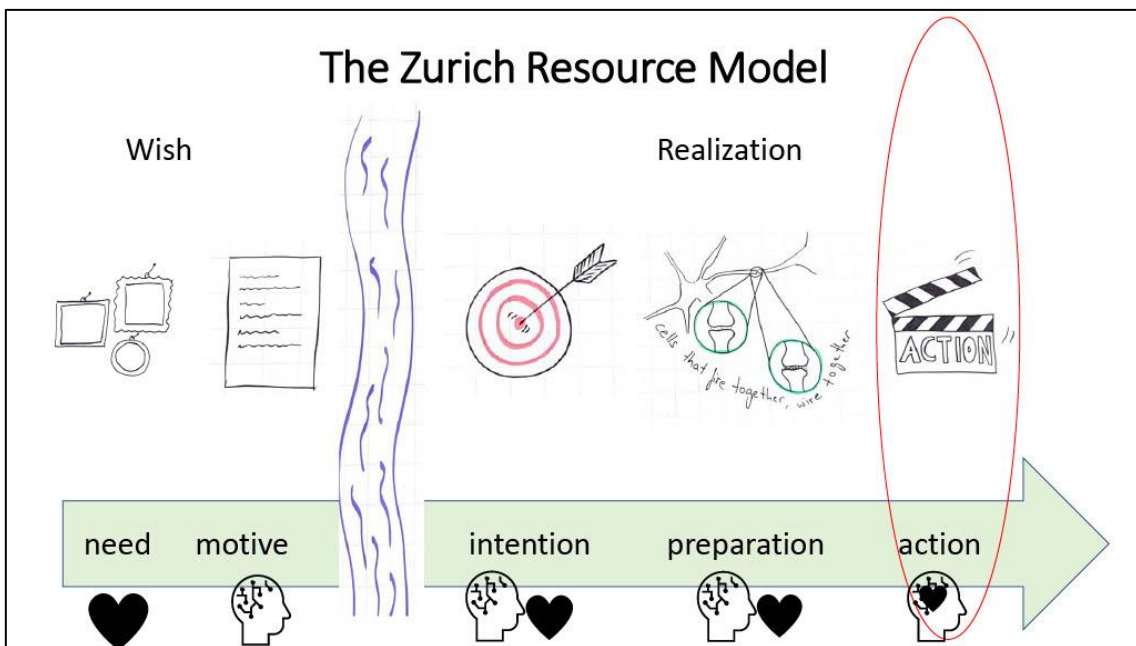 The Zurich Resource Model
Wish
Realization
cells that fire together, wire together
ACTION
need
motive
intention
preparation
action